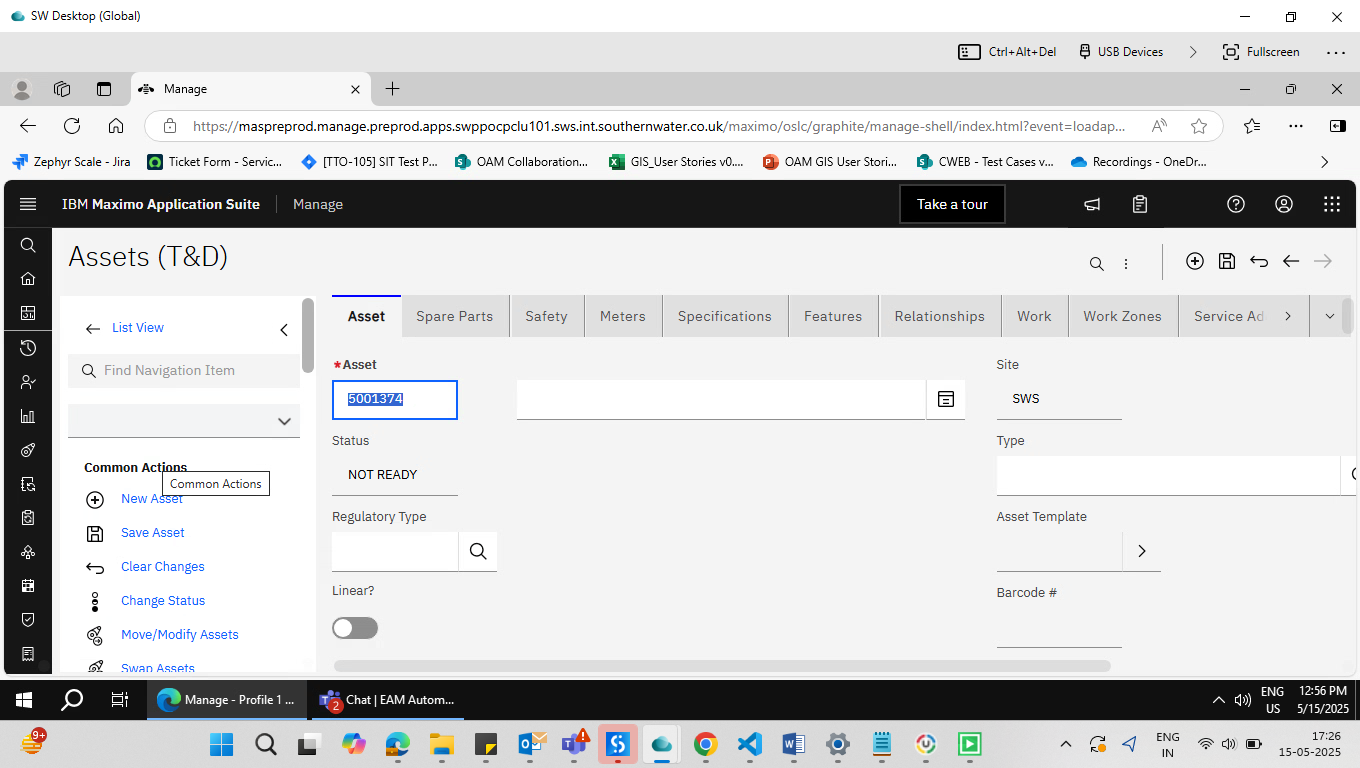 SW Desktop (Global)
Ctrl+Alt+Del
USB Devices
Fullscreen
Manage
https://maspreprod.manage.preprod.apps.swppocpclu101.sws.int.southernwater.co.uk/maximo/oslc/graphite/manage-shell/index.html?event=loadap...
Zephyr Scale - Jira
Ticket Form - Servic...
[TTO-105] SIT Test P...
OAM Collaboration...
GIS_User Stories v0....
OAM GIS User Stori...
CWEB - Test Cases v...
Recordings - OneDr...
IBM Maximo Application Suite
Manage
Take a tour
Assets (T&D)
List View
Find Navigation Item
Common Actions
Common Actions
New Asset
Save Asset
Clear Changes
Change Status
Move/Modify Assets
Swap Assets
Asset
Spare Parts
Safety
Meters
Specifications
Features
Relationships
Work
Work Zones
Service Ad
*Asset
5001374
Status
NOT READY
Regulatory Type
Linear?
Site
SWS
Type
Asset Template
Barcode #
Manage - Profile 1 ...
2
Chat | EAM Autom...
ENG
US
12:56 PM
5/15/2025
9+
ENG
IN
17:26
15-05-2025